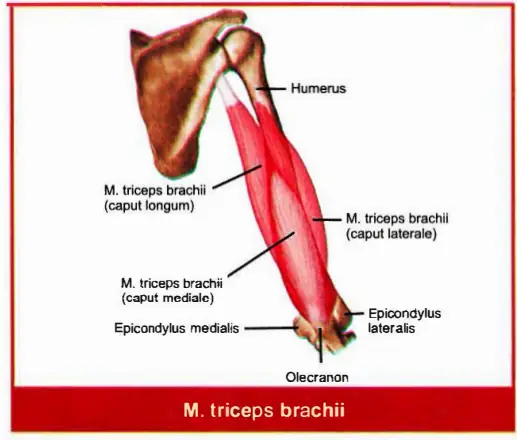 Humerus
M. triceps brachii
(caput longum)
M. triceps brachii
(caput laterale)
M. triceps brachii
(caput mediale)
Epicondylus
lateralis
Epicondylus medialis
Olecranon
M. triceps brachii